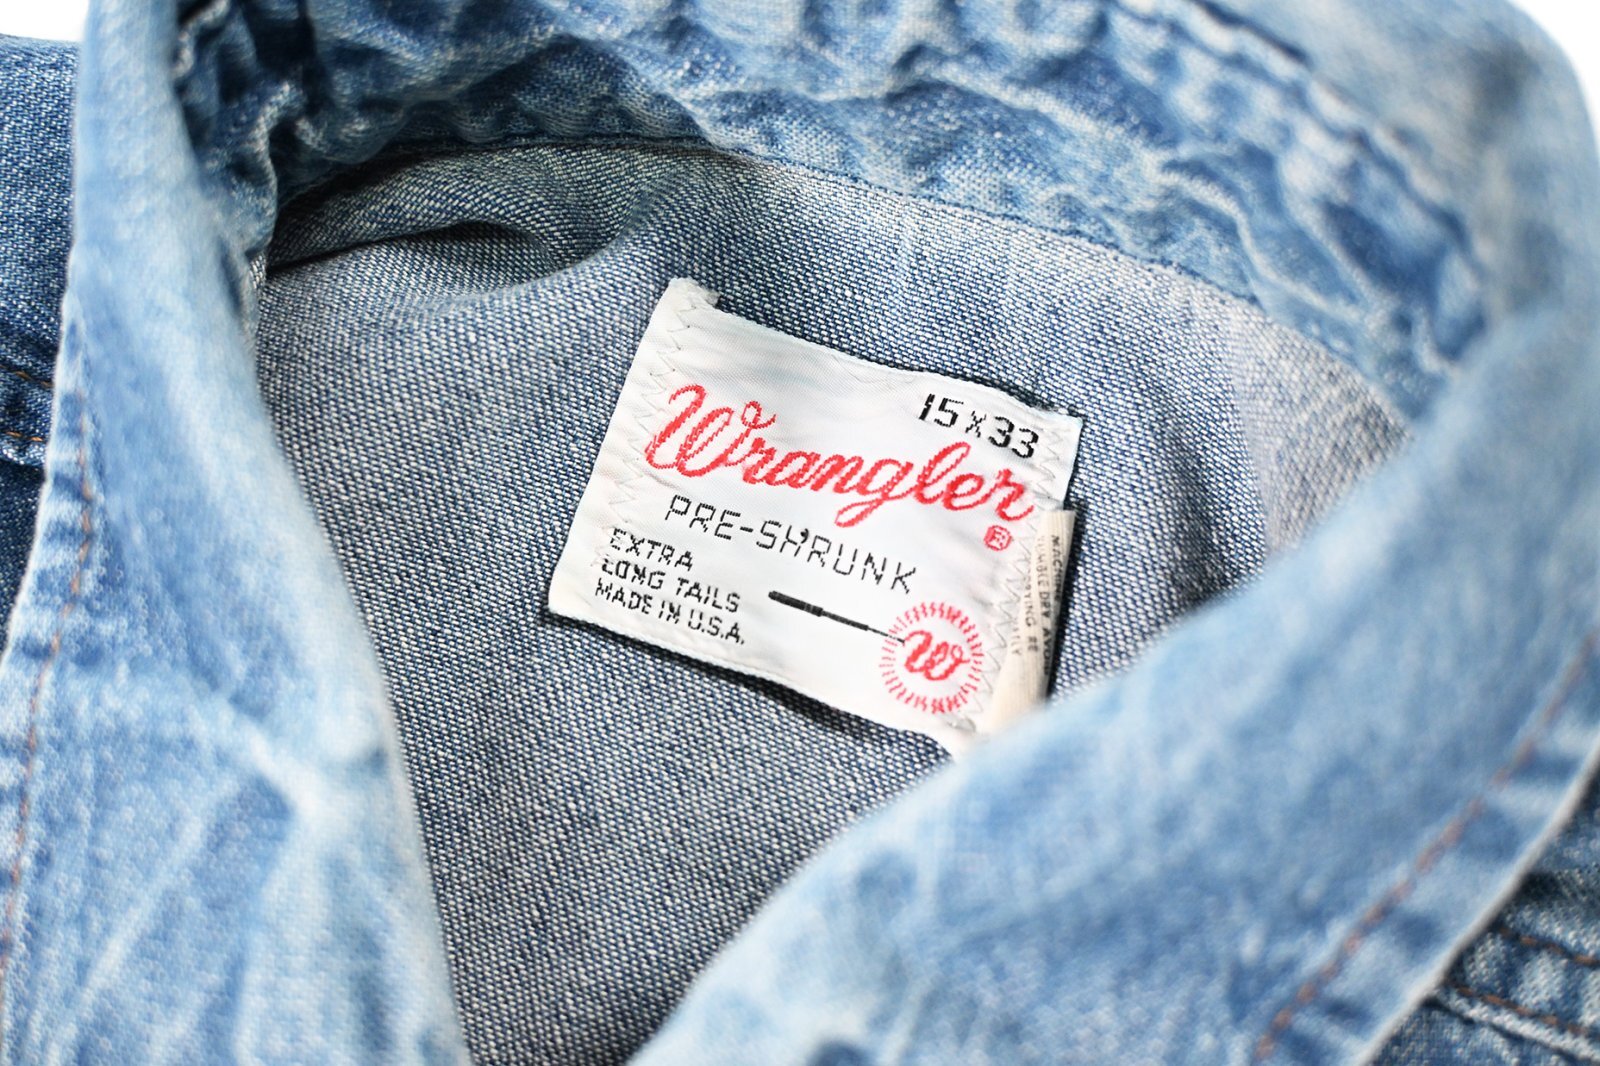 15 X 33
Wrangler
®
PRE-SHRUNK
EXTRA
LONG TAILS
MADE IN U.S.A.
W